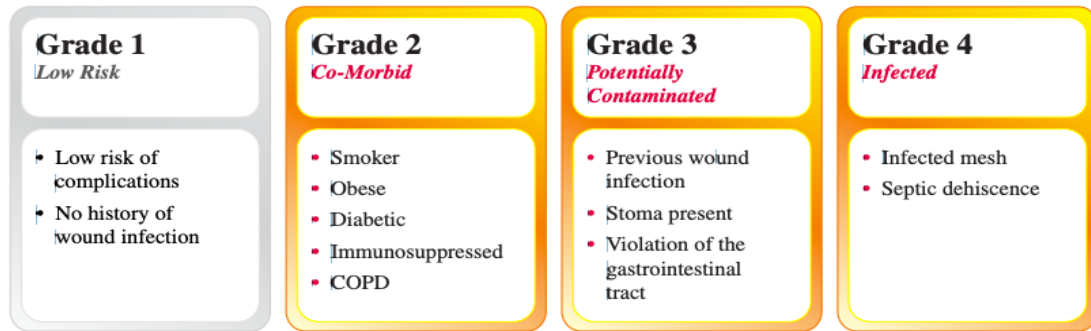 Grade 1
Low Risk
• Low risk of
complications
• No history of
wound infection
Grade 2
Co-Morbid
• Smoker
• Obese
• Diabetic
• Immunosuppressed
• COPD
Grade 3
Potentially
Contaminated
• Previous wound
infection
• Stoma present
• Violation of the
gastrointestinal
tract
Grade 4
Infected
• Infected mesh
• Septic dehiscence